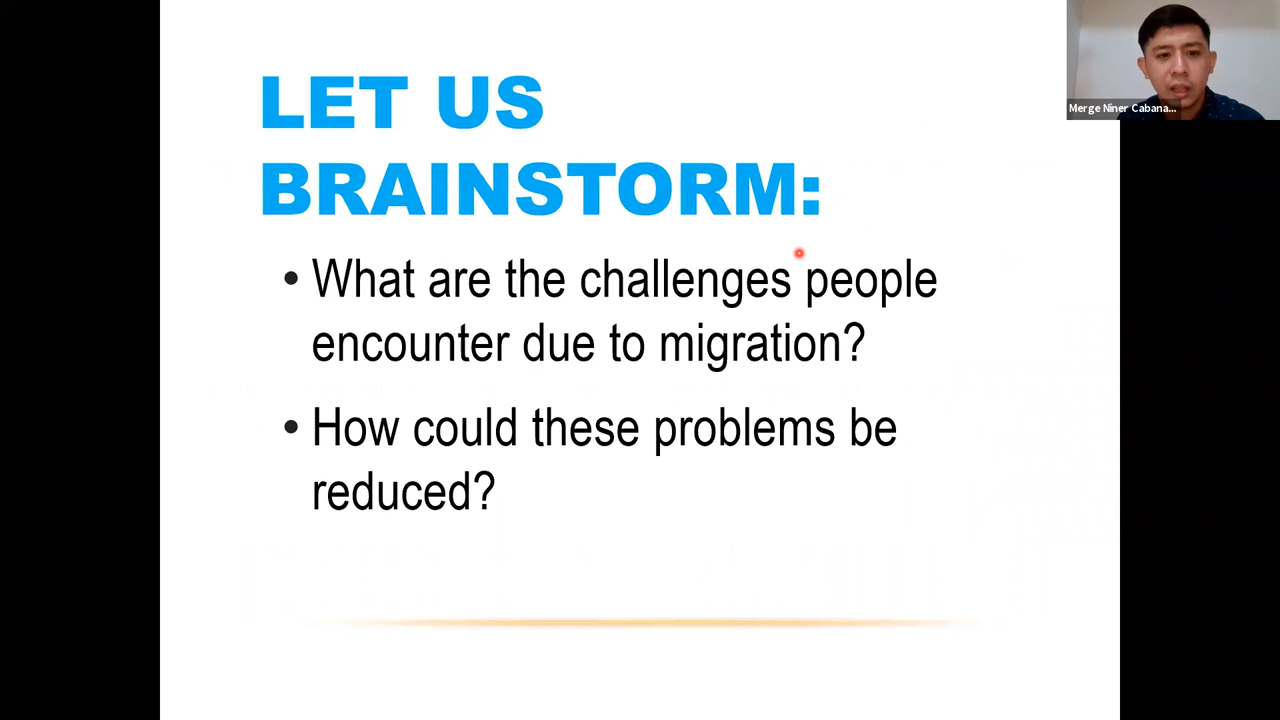 LET US
BRAINSTORM:
• What are the challenges people
encounter due to migration?
• How could these problems be
reduced?
Merge Niner Cabana...